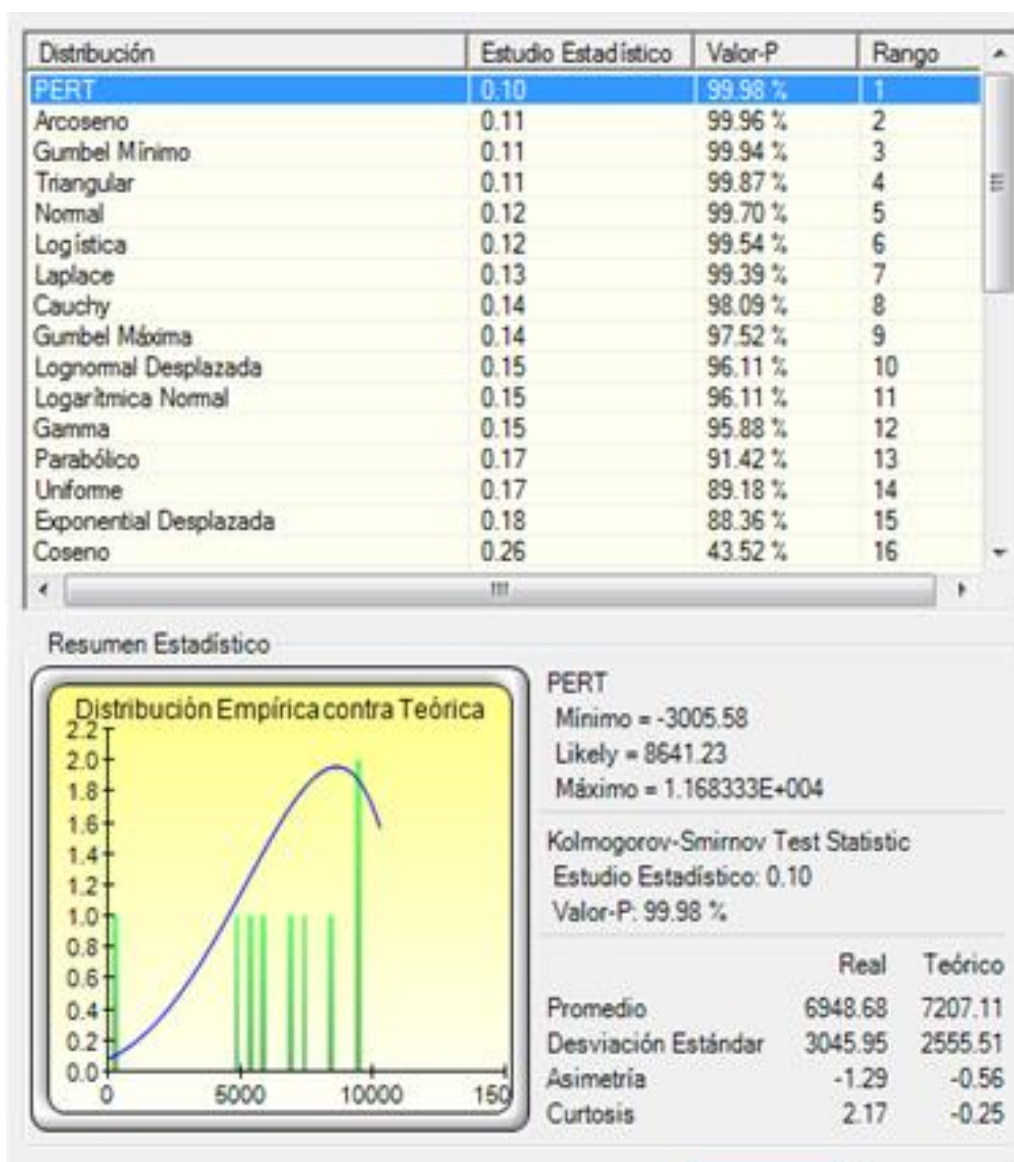 Distribución Estudio Estadístico Valor-P Rango
PERT 0.10 99.98 % 1
Arcoseno 0.11 99.96 % 2
Gumbel Mínimo 0.11 99.94 % 3
Triangular 0.11 99.87 % 4
Normal 0.12 99.70 % 5
Logística 0.12 99.54 % 6
Laplace 0.13 99.39 % 7
Cauchy 0.14 98.09 % 8
Gumbel Máxima 0.14 97.52 % 9
Lognormal Desplazada 0.15 96.11 % 10
Logarítmica Normal 0.15 96.11 % 11
Gamma 0.15 95.88 % 12
Parabólico 0.17 91.42 % 13
Uniforme 0.17 89.18 % 14
Exponential Desplazada 0.18 88.36 % 15
Coseno 0.26 43.52 % 16
Resumen Estadístico
Distribución Empírica contra Teórica
2.2
2.0
1.8
1.6
1.4
1.2
1.0
0.8
0.6
0.4
0.2
0.0
0 5000 10000 150
PERT
Mínimo = -3005.58
Likely = 8641.23
Máximo = 1.168333E+004
Kolmogorov-Smirnov Test Statistic
Estudio Estadístico: 0.10
Valor-P: 99.98 %
Real Teórico
Promedio 6948.68 7207.11
Desviación Estándar 3045.95 2555.51
Asimetría -1.29 -0.56
Curtosis 2.17 -0.25